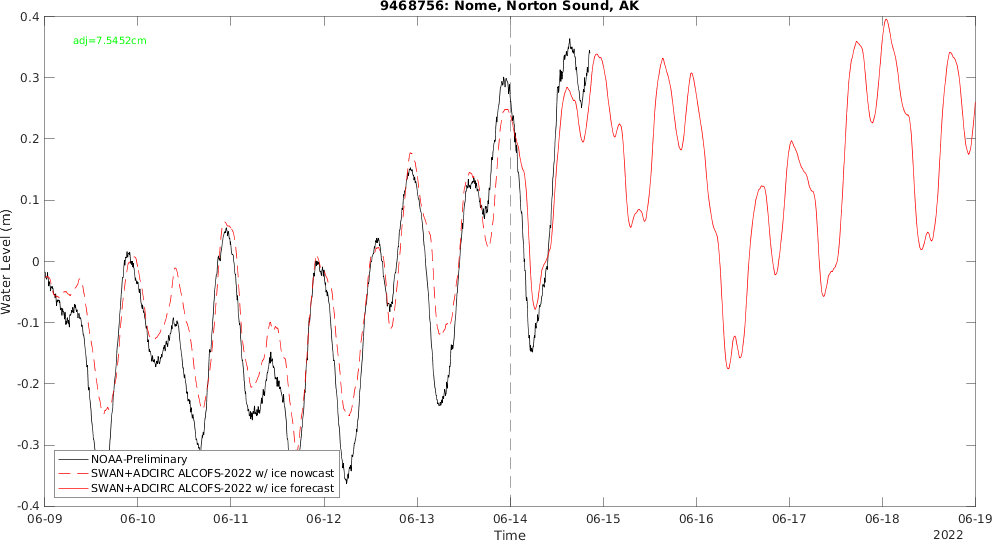 9468756: Nome, Norton Sound, AK
adj=7.5452cm
Water Level (m)
0.4
0.3
0.2
0.1
0
-0.1
-0.2
-0.3
-0.4
NOAA-Preliminary
SWAN+ADCIRC ALCOFS-2022 w/ ice nowcast
SWAN+ADCIRC ALCOFS-2022 w/ ice forecast
06-09 06-10 06-11 06-12 06-13 06-14 06-15 06-16 06-17 06-18 06-19
Time
2022